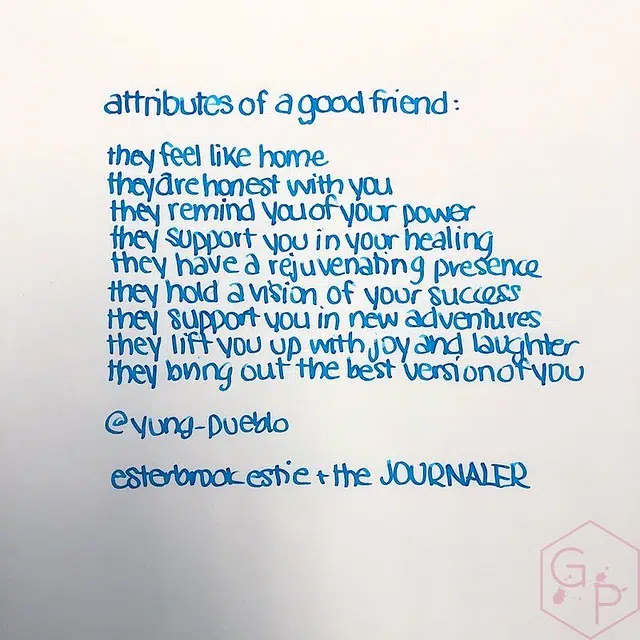 attributes of a good friend:
they feel like home
they are honest with you
they remind you of your power
they support you in your healing
they have a rejuvenating presence
they hold a vision of your success
they support you in new adventures
they lift you up with joy and laughter
they bring out the best version of you
@yung-pueblo
esterbrook estie + the JOURNALER
G
P